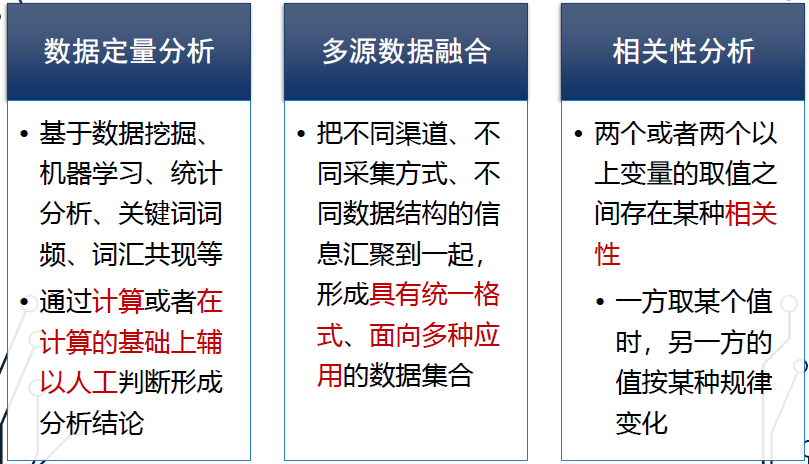 数据定量分析
• 基于数据挖掘、
机器学习、统计
分析、关键词词
频、词汇共现等
• 通过计算或者在
计算的基础上辅
以人工判断形成
分析结论
多源数据融合
• 把不同渠道、不
同采集方式、不
同数据结构的信
息汇聚到一起，
形成具有统一格
式、面向多种应
用的数据集合
相关性分析
• 两个或者两个以
上变量的取值之
间存在某种相关
性
• 一方取某个值
时，另一方的
值按某种规律
变化